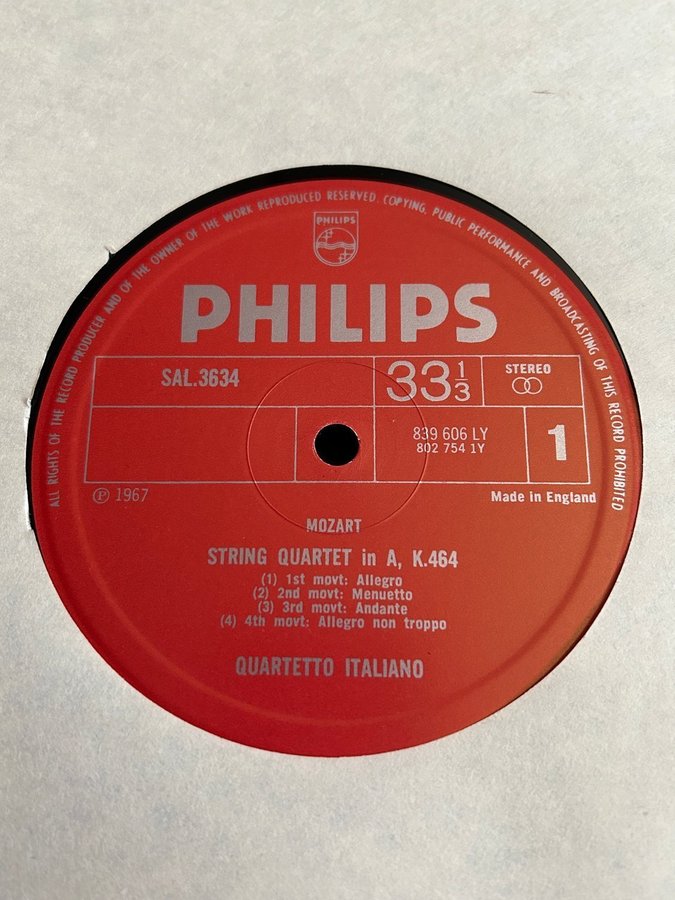 ALL RIGHTS OF THE RECORD PRODUCER AND OF THE OWNER OF THE WORK REPRODUCED RESERVED. COPYING, PUBLIC PERFORMANCE AND BROADCASTING OF THIS RECORD PROHIBITED
PHILIPS
PHILIPS
SAL.3634
33 1/3
STEREO
839 606 LY
802 754 1Y
1
Ⓟ 1967
Made in England
MOZART
STRING QUARTET in A, K.464
(1) 1st movt: Allegro
(2) 2nd movt: Menuetto
(3) 3rd movt: Andante
(4) 4th movt: Allegro non troppo
QUARTETTO ITALIANO